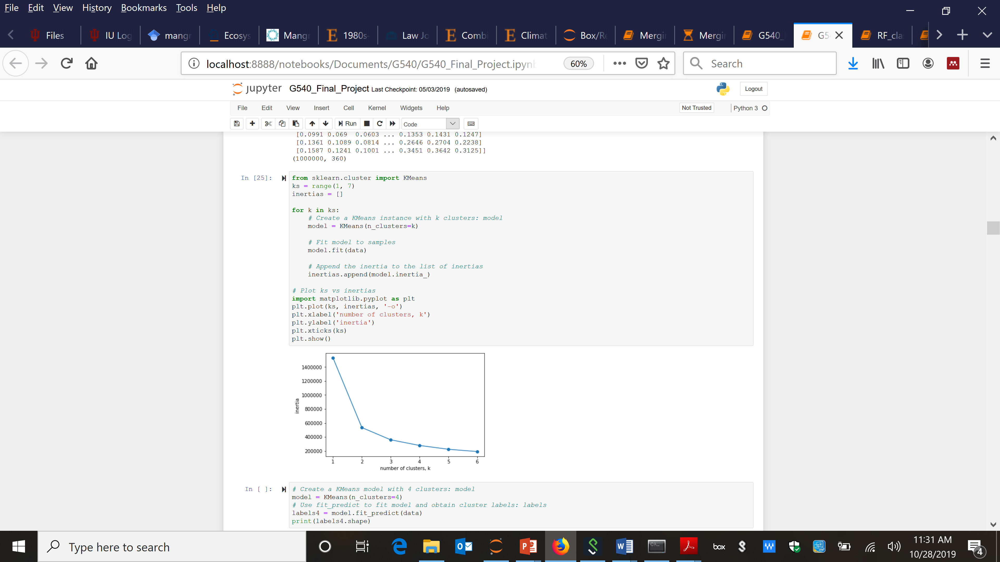 File Edit View History Bookmarks Tools Help
Files IU Log mangr Ecosys Mangr 1980s- Law Jo Combi Climat Box/Re Mergin Mergin G540_ G5 RF_cla
localhost:8888/notebooks/Documents/G540/G540_Final_Project.ipynb 60% Search
jupyter G540_Final_Project Last Checkpoint: 05/03/2019 (autosaved) Logout
File Edit View Insert Cell Kernel Widgets Help Not Trusted Python 3
Run Code
[0.0991 0.069 0.0603 ... 0.1353 0.1431 0.1247]
[0.1361 0.1089 0.0814 ... 0.2646 0.2704 0.2238]
[0.1587 0.1241 0.1001 ... 0.3451 0.3642 0.3125]]
(1000000, 360)
In [25]: from sklearn.cluster import KMeans
ks = range(1, 7)
inertias = []
for k in ks:
# Create a KMeans instance with k clusters: model
model = KMeans(n_clusters=k)
# Fit model to samples
model.fit(data)
# Append the inertia to the list of inertias
inertias.append(model.inertia_)
# Plot ks vs inertias
import matplotlib.pyplot as plt
plt.plot(ks, inertias, '-o')
plt.xlabel('number of clusters, k')
plt.ylabel('inertia')
plt.xticks(ks)
plt.show()
1400000
1200000
1000000
800000
600000
400000
200000
inertia
1 2 3 4 5 6
number of clusters, k
In [ ]: # Create a KMeans model with 4 clusters: model
model = KMeans(n_clusters=4)
# Use fit_predict to fit model and obtain cluster labels: labels
labels4 = model.fit_predict(data)
print(labels4.shape)
Type here to search
box
11:31 AM
10/28/2019
4